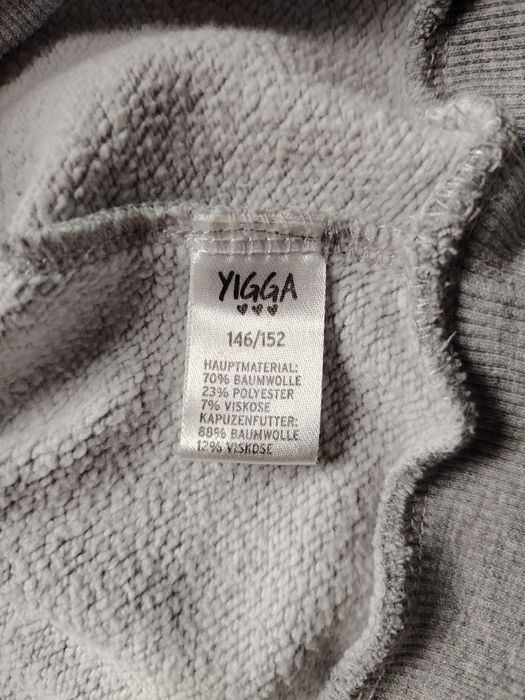 YIGGA
146/152
HAUPTMATERIAL:
70% BAUMWOLLE
23% POLYESTER
7% VISKOSE
KAPUZENFUTTER:
88% BAUMWOLLE
12% VISKOSE